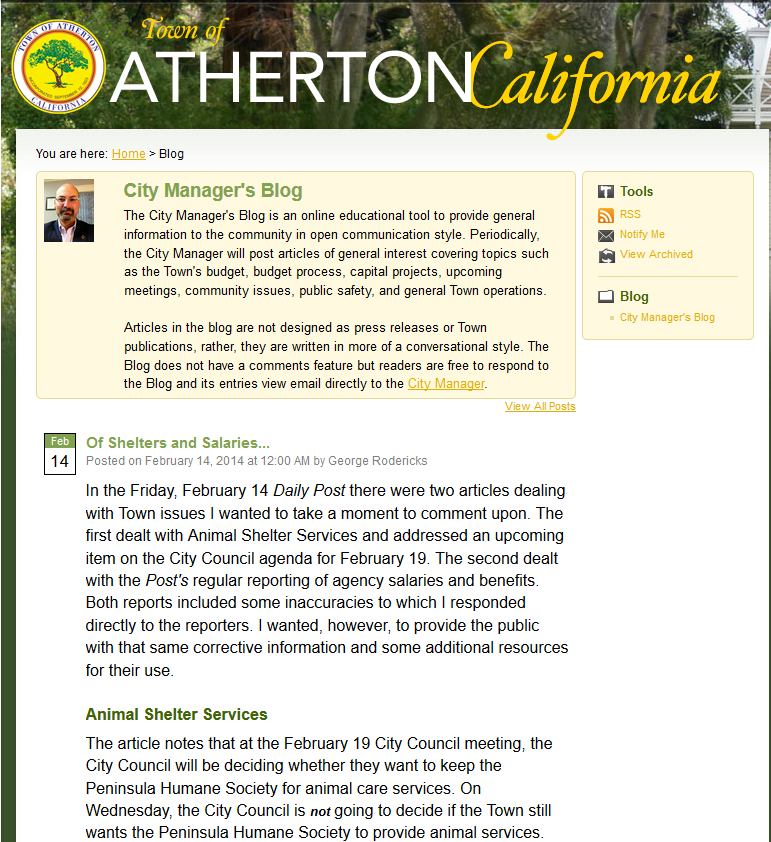 Town of
ATHERTON California
TOWN OF ATHERTON
CALIFORNIA
You are here: Home > Blog
City Manager's Blog
The City Manager's Blog is an online educational tool to provide general
information to the community in open communication style. Periodically,
the City Manager will post articles of general interest covering topics such
as the Town's budget, budget process, capital projects, upcoming
meetings, community issues, public safety, and general Town operations.
Articles in the blog are not designed as press releases or Town
publications, rather, they are written in more of a conversational style. The
Blog does not have a comments feature but readers are free to respond to
the Blog and its entries view email directly to the City Manager.
View All Posts
Tools
RSS
Notify Me
View Archived
Blog
City Manager's Blog
Feb
14
Of Shelters and Salaries...
Posted on February 14, 2014 at 12:00 AM by George Rodericks
In the Friday, February 14 Daily Post there were two articles dealing
with Town issues I wanted to take a moment to comment upon. The
first dealt with Animal Shelter Services and addressed an upcoming
item on the City Council agenda for February 19. The second dealt
with the Post's regular reporting of agency salaries and benefits.
Both reports included some inaccuracies to which I responded
directly to the reporters. I wanted, however, to provide the public
with that same corrective information and some additional resources
for their use.
Animal Shelter Services
The article notes that at the February 19 City Council meeting, the
City Council will be deciding whether they want to keep the
Peninsula Humane Society for animal care services. On
Wednesday, the City Council is not going to decide if the Town still
wants the Peninsula Humane Society to provide animal services.